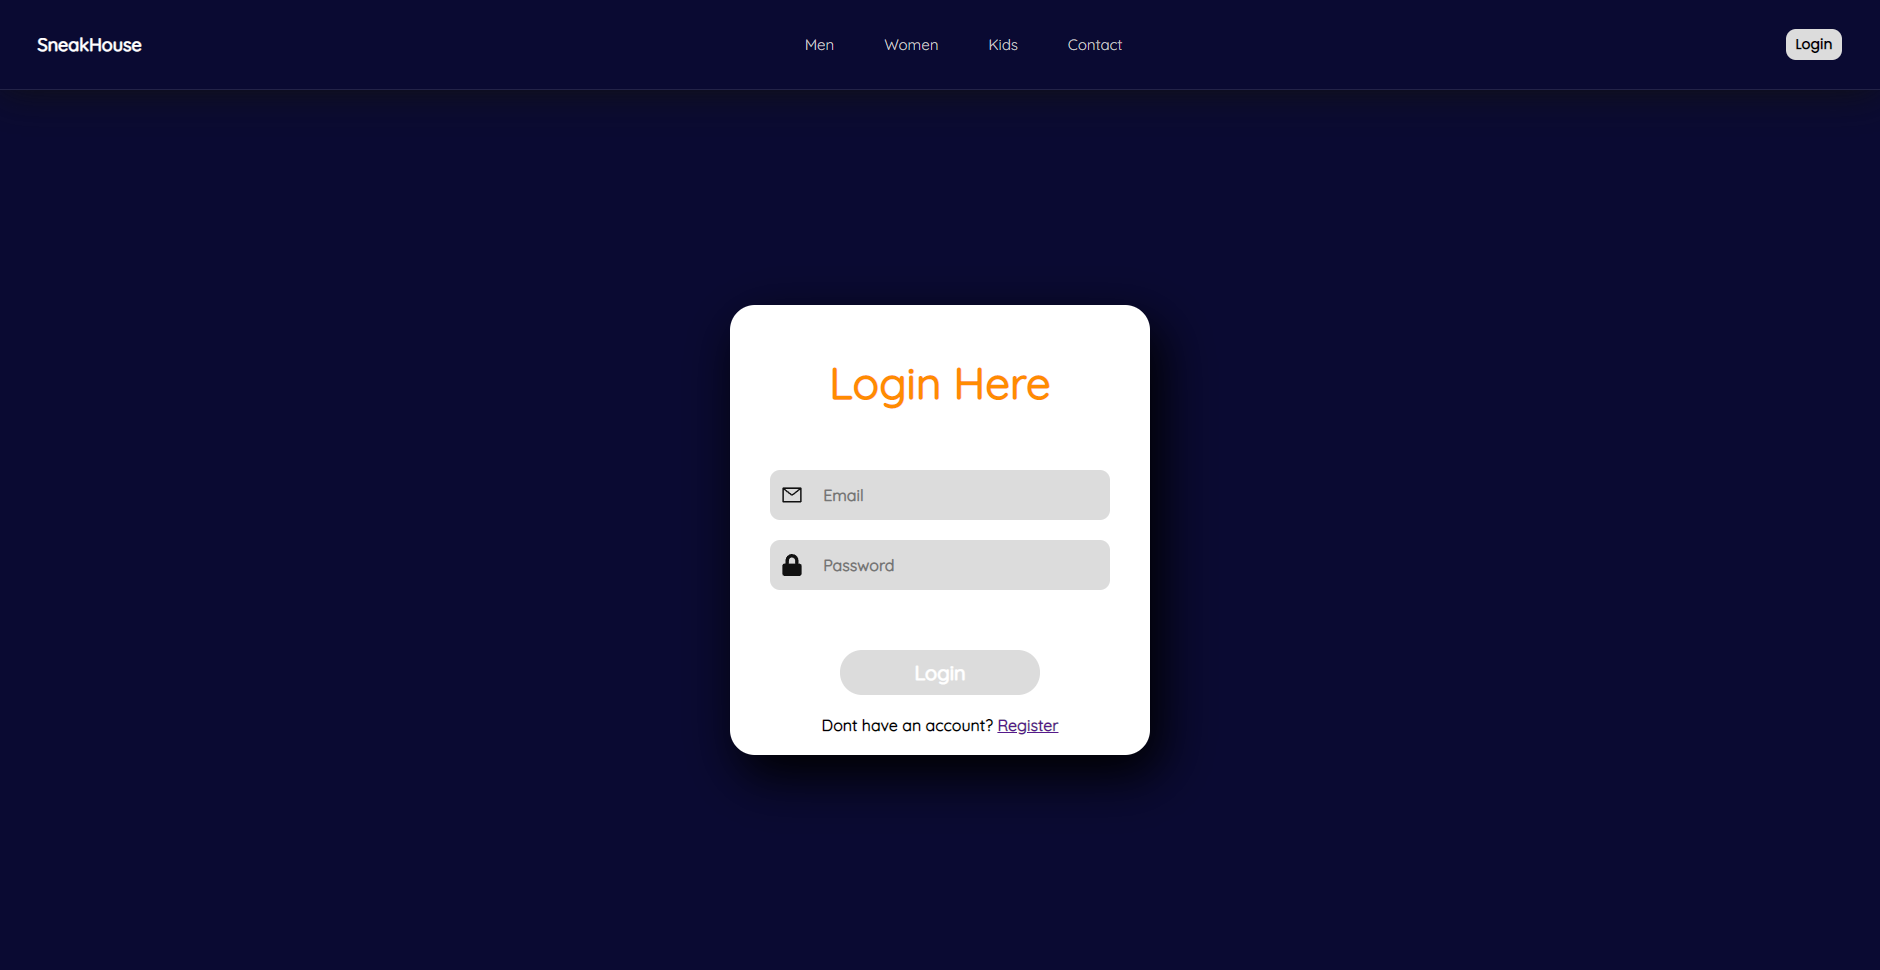 SneakHouse Men Women Kids Contact Login
Login Here
Email
Password
Login
Dont have an account? Register